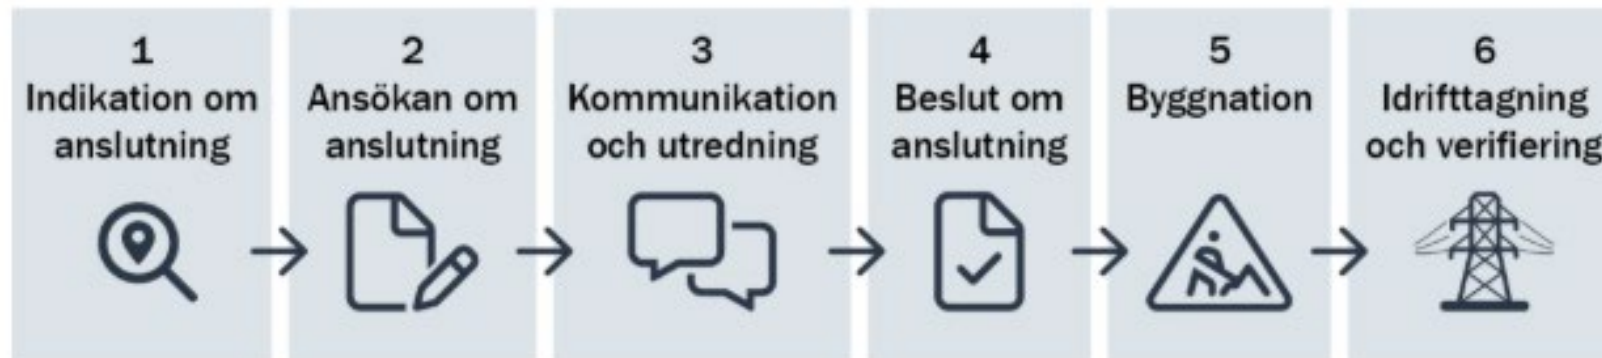 1
Indikation om
anslutning
2
Ansökan om
anslutning
3
Kommunikation
och utredning
4
Beslut om
anslutning
5
Byggnation
6
Idrifttagning
och verifiering